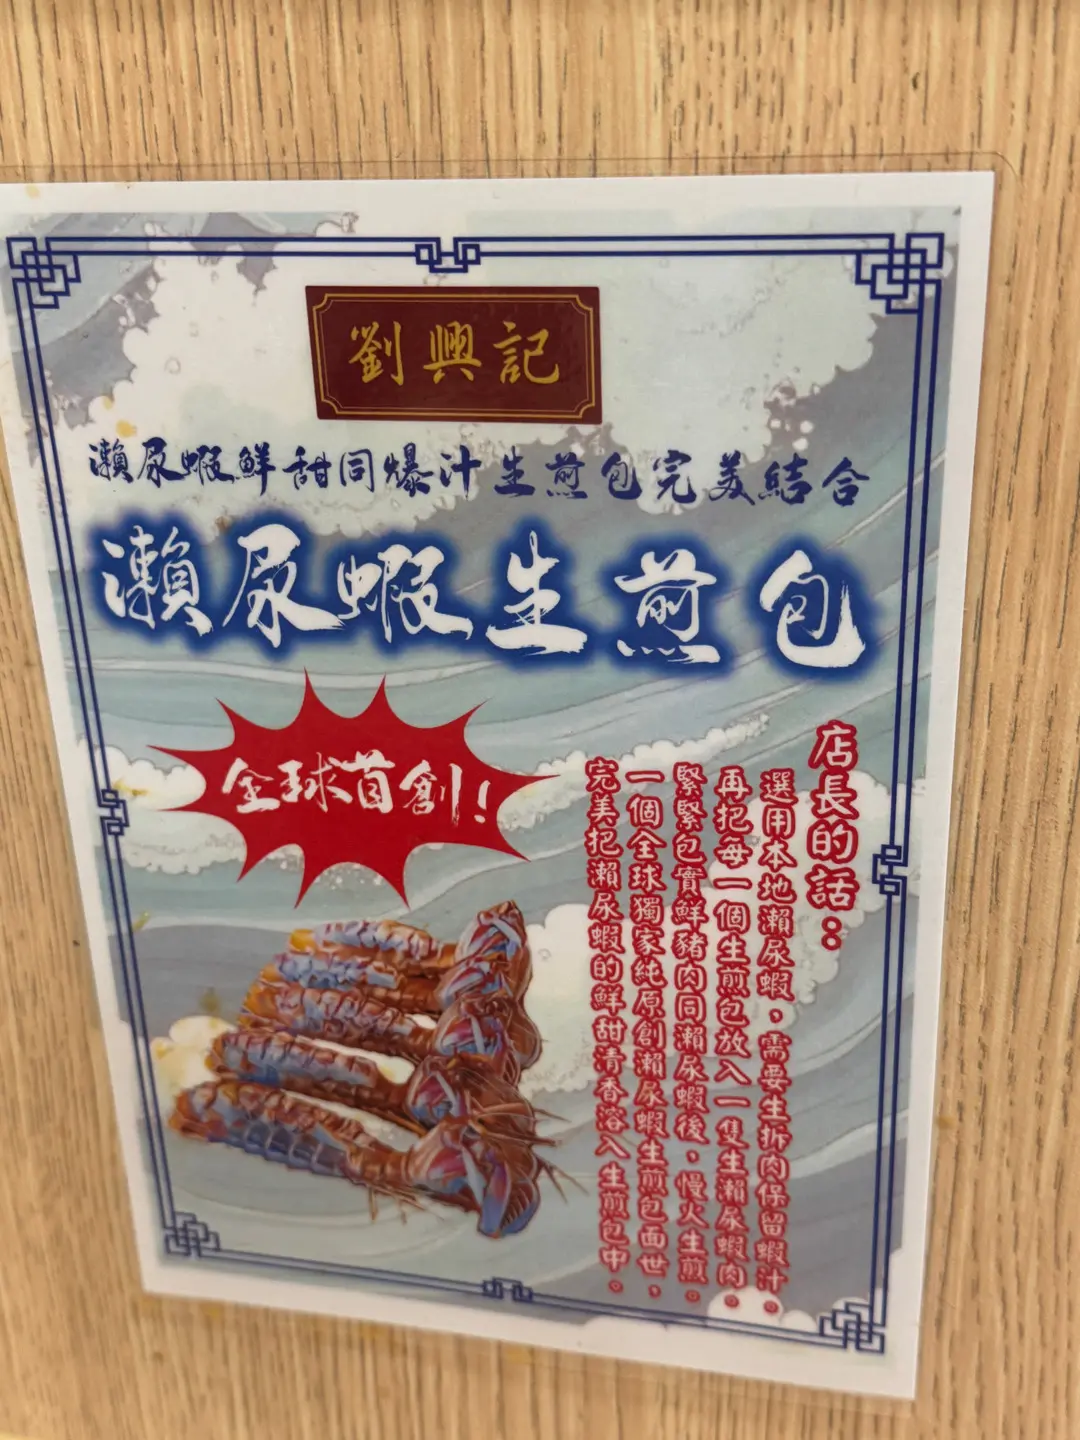 劉興記
瀨尿蝦鮮甜同爆汁生煎包完美結合
瀨尿蝦生煎包
全球首創！
店長的話：
選用本地瀨尿蝦，需要生拆肉保留蝦汁。
再把每一個生煎包放入一隻生瀨尿蝦肉。
緊緊包實鮮豬肉同瀨尿蝦後，慢火生煎。
一個全球獨家純原創瀨尿蝦生煎包面世，
完美把瀨尿蝦的鮮甜清香溶入生煎包中。